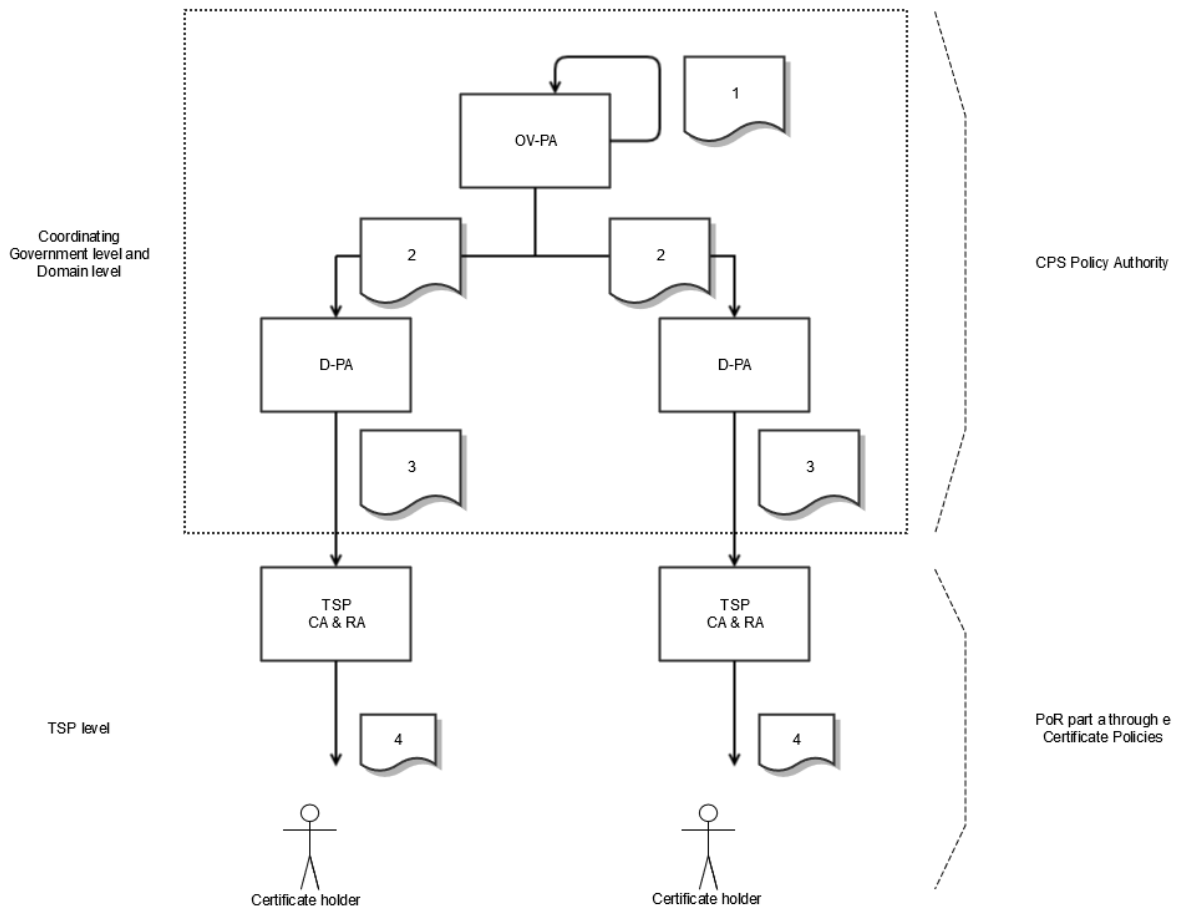 1
OV-PA
Coordinating
Government level and
Domain level
2
2
CPS Policy Authority
D-PA
D-PA
3
3
TSP
CA & RA
TSP
CA & RA
TSP level
4
4
PoR part a through e
Certificate Policies
Certificate holder
Certificate holder